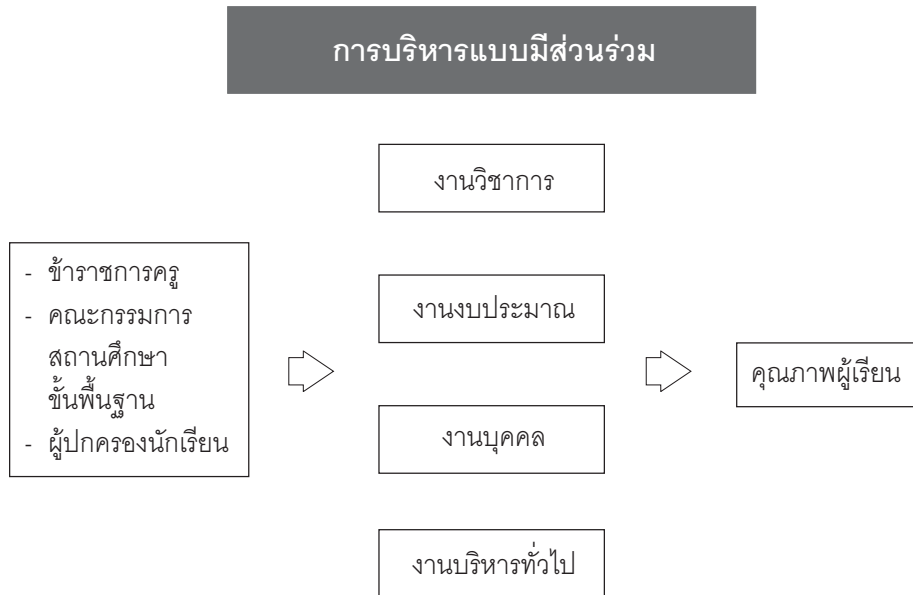 การบริหารแบบมีส่วนร่วม
งานวิชาการ
- ข้าราชการครู
- คณะกรรมการ
สถานศึกษา
ขั้นพื้นฐาน
- ผู้ปกครองนักเรียน
งานงบประมาณ
งานบุคคล
งานบริหารทั่วไป
คุณภาพผู้เรียน